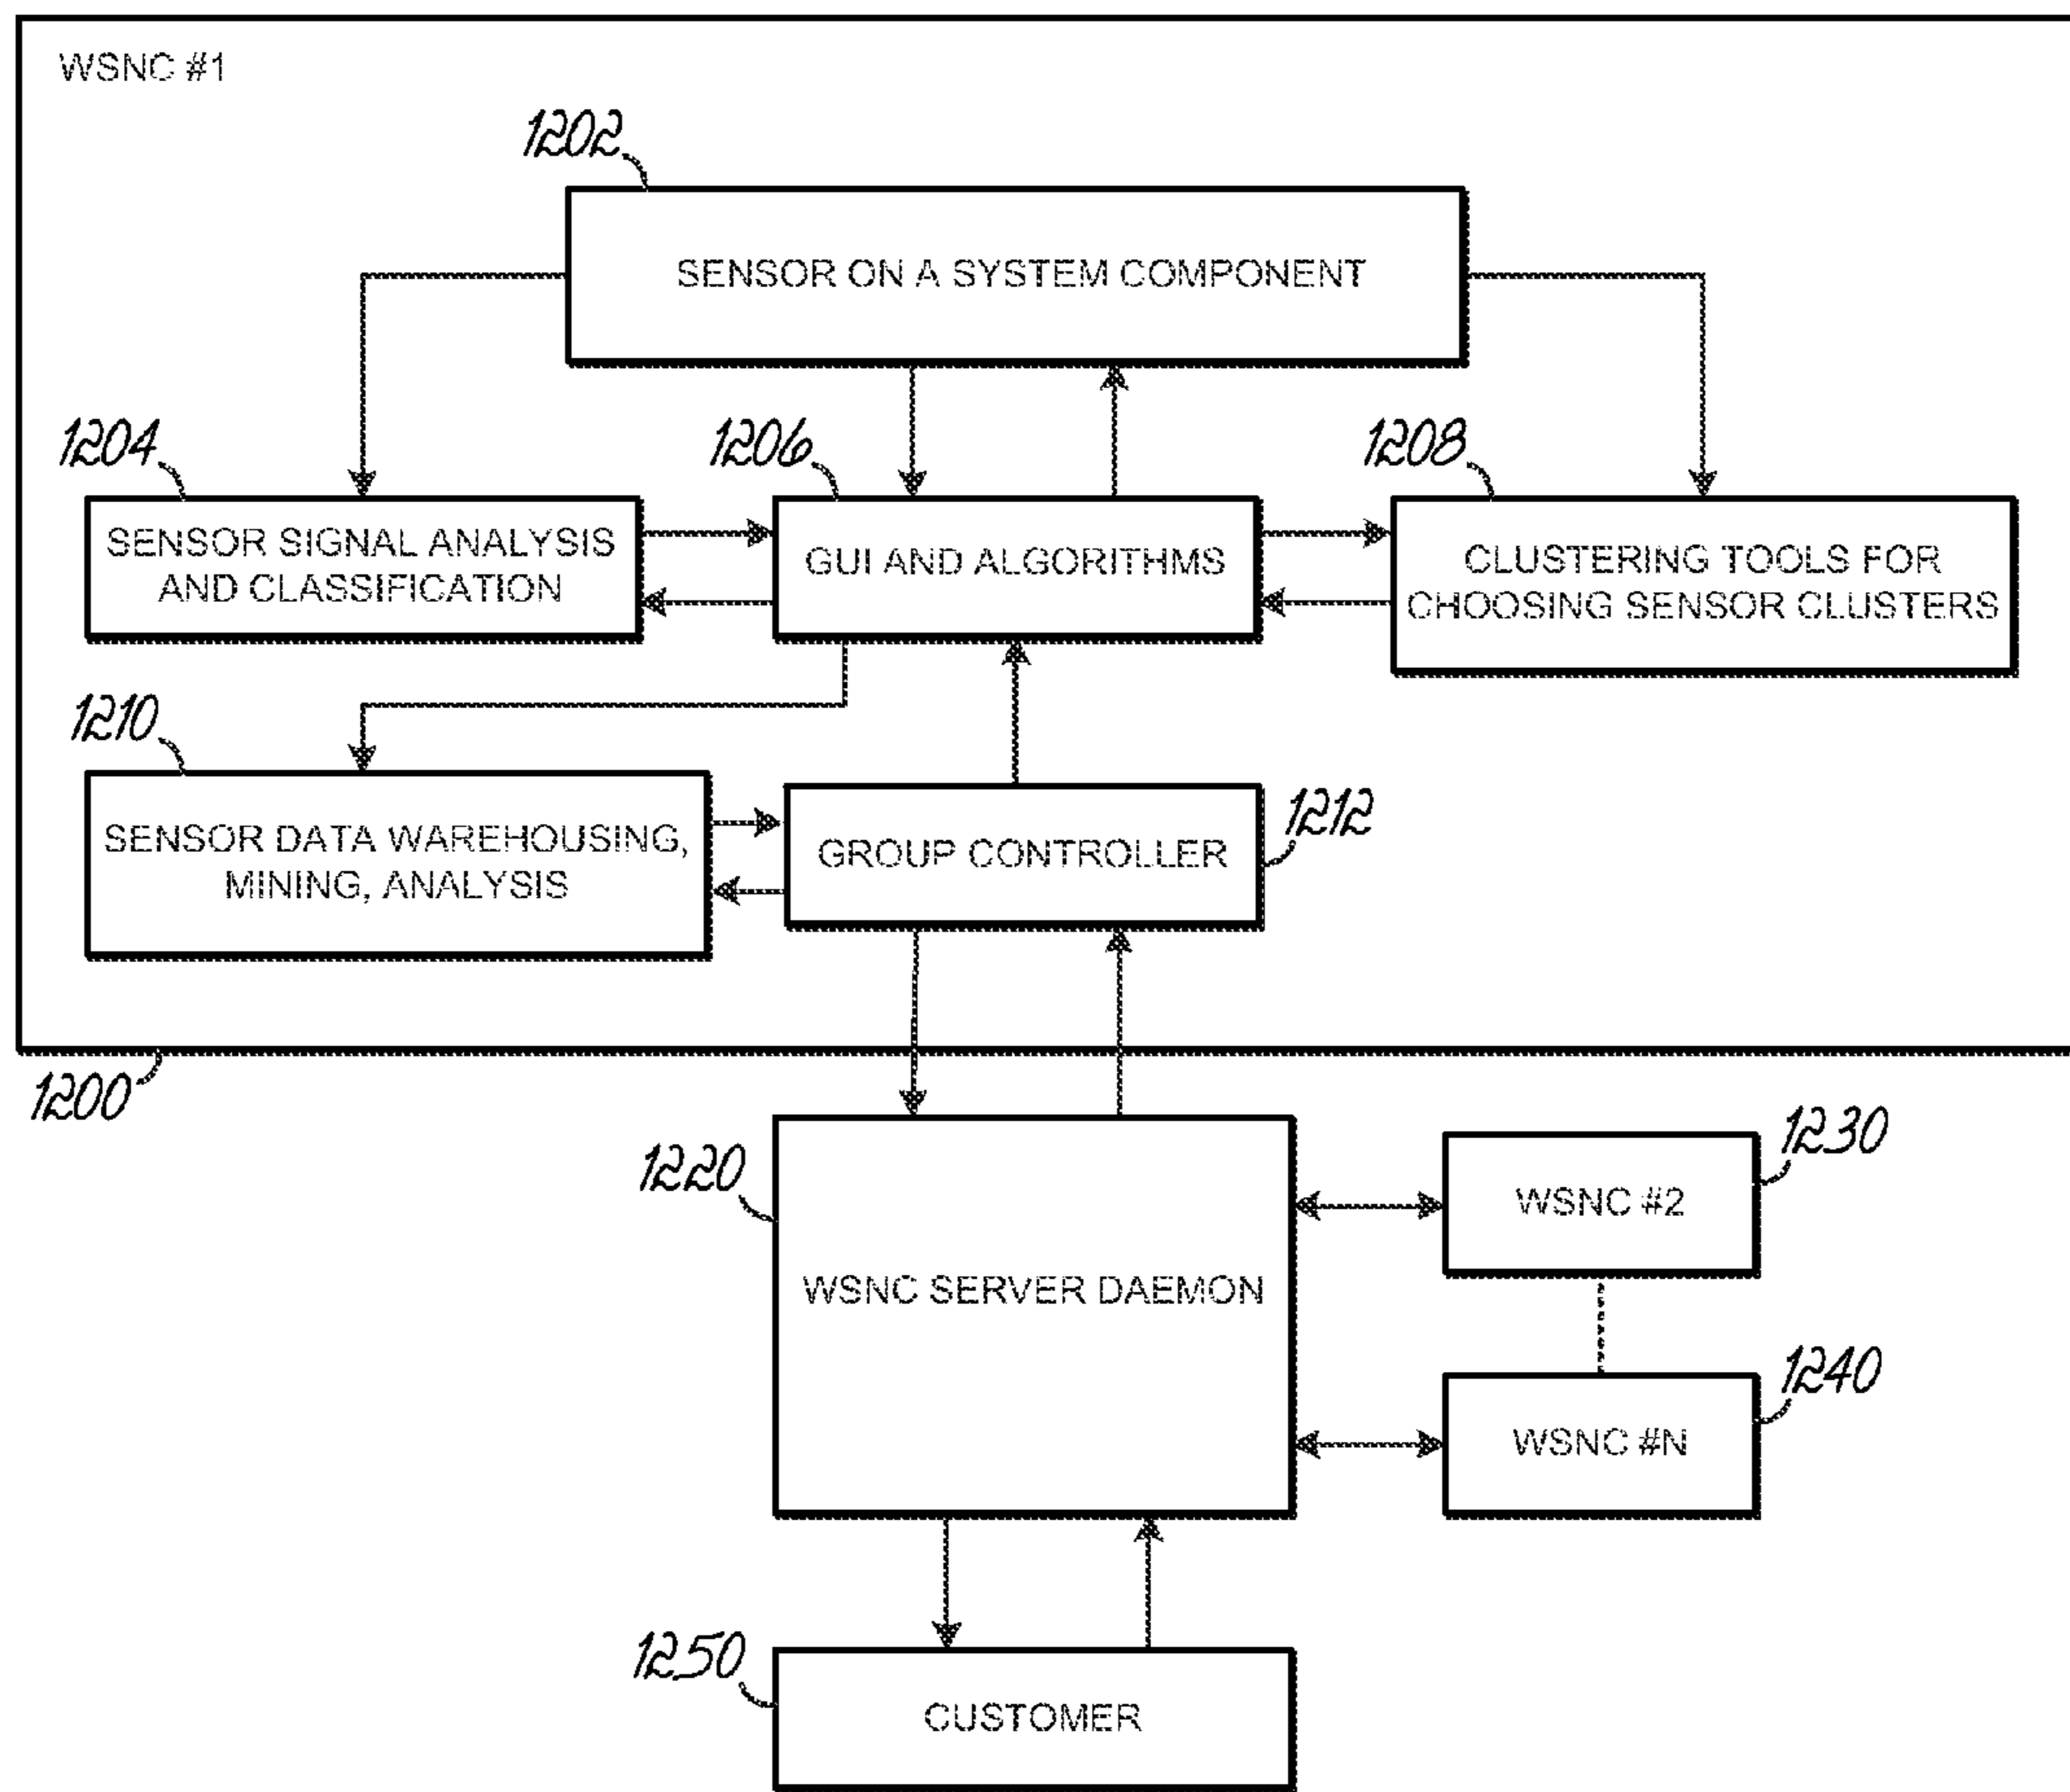 WSNC #1
1202
SENSOR ON A SYSTEM COMPONENT
1204
1206
1208
SENSOR SIGNAL ANALYSIS
AND CLASSIFICATION
GUI AND ALGORITHMS
CLUSTERING TOOLS FOR
CHOOSING SENSOR CLUSTERS
1210
SENSOR DATA WAREHOUSING,
MINING, ANALYSIS
GROUP CONTROLLER
1212
1200
1220
WSNC SERVER DAEMON
1230
WSNC #2
1240
WSNC #N
1250
CUSTOMER